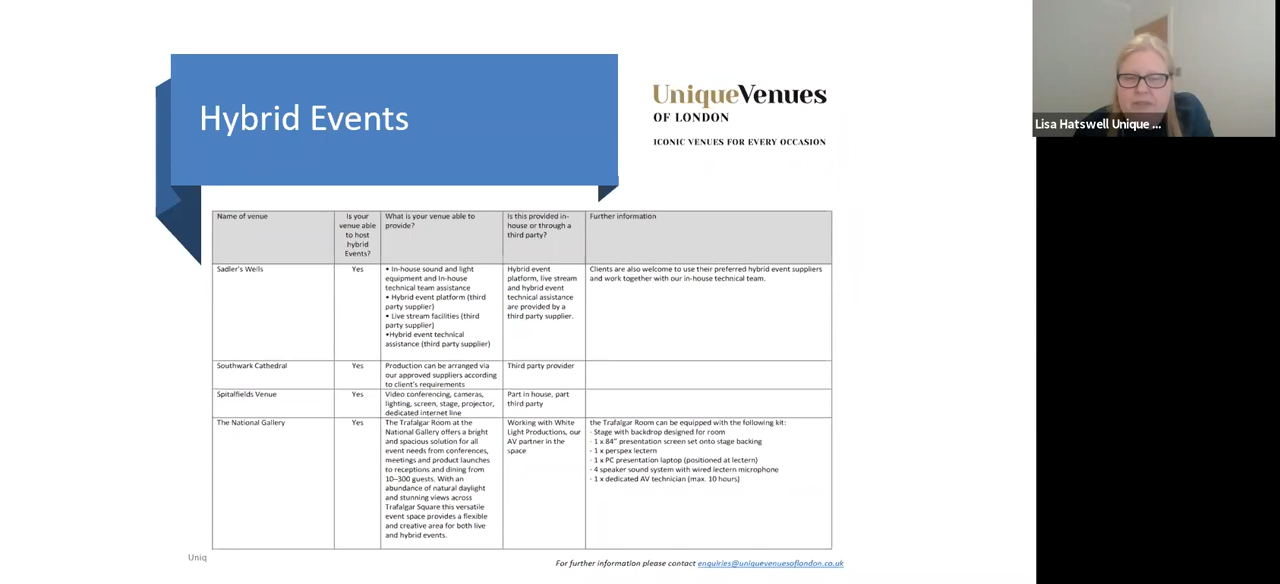 Hybrid Events
UniqueVenues
OF LONDON
ICONIC VENUES FOR EVERY OCCASION
Lisa Hatswell Unique ...
Name of venue
Is your
venue able
to host
hybrid
Events?
What is your venue able to
provide?
Is this provided in-
house or through a
third party?
Further information
Sadler's Wells
Yes
• In-house sound and light
equipment and In-house
technical team assistance
• Hybrid event platform (third
party supplier)
• Live stream facilities (third
party supplier)
•Hybrid event technical
assistance (third party supplier)
Hybrid event
platform, live stream
and hybrid event
technical assistance
are provided by a
third party supplier.
Clients are also welcome to use their preferred hybrid event suppliers
and work together with our in-house technical team.
Southwark Cathedral
Yes
Production can be arranged via
our approved suppliers according
to client's requirements
Third party provider
Spitalfields Venue
Yes
Video conferencing, cameras,
lighting, screen, stage, projector,
dedicated internet line
Part in house, part
third party
The National Gallery
Yes
The Trafalgar Room at the
National Gallery offers a bright
and spacious solution for all
event needs from conferences,
meetings and product launches
to receptions and dining from
10–300 guests. With an
abundance of natural daylight
and stunning views across
Trafalgar Square this versatile
event space provides a flexible
and creative area for both live
and hybrid events.
Working with White
Light Productions, our
AV partner in the
space
the Trafalgar Room can be equipped with the following kit:
- Stage with backdrop designed for room
- 1 x 84" presentation screen set onto stage backing
- 1 x perspex lectern
- 1 x PC presentation laptop (positioned at lectern)
- 4 speaker sound system with wired lectern microphone
- 1 x dedicated AV technician (max. 10 hours)
Uniq
For further information please contact enquiries@uniquevenuesoflondon.co.uk